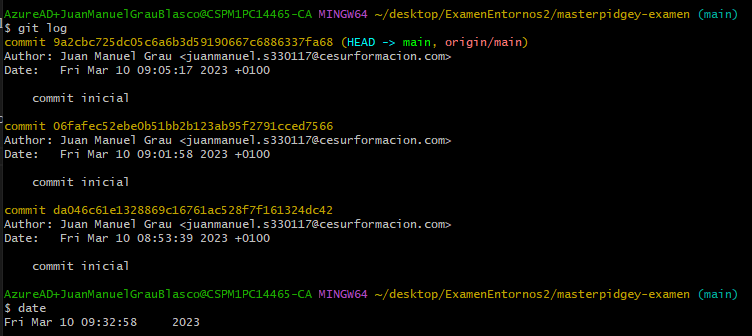 AzureAD+JuanManuelGrauBlasco@CSPM1PC14465-CA MINGW64 ~/desktop/ExamenEntornos2/masterpidgey-examen (main)
$ git log
commit 9a2cbc725dc05c6a6b3d59190667c6886337fa68 (HEAD -> main, origin/main)
Author: Juan Manuel Grau <juanmanuel.s330117@cesurformacion.com>
Date:   Fri Mar 10 09:05:17 2023 +0100
    commit inicial
commit 06fafec52ebe0b51bb2b123ab95f2791cced7566
Author: Juan Manuel Grau <juanmanuel.s330117@cesurformacion.com>
Date:   Fri Mar 10 09:01:58 2023 +0100
    commit inicial
commit da046c61e1328869c16761ac528f7f161324dc42
Author: Juan Manuel Grau <juanmanuel.s330117@cesurformacion.com>
Date:   Fri Mar 10 08:53:39 2023 +0100
    commit inicial
AzureAD+JuanManuelGrauBlasco@CSPM1PC14465-CA MINGW64 ~/desktop/ExamenEntornos2/masterpidgey-examen (main)
$ date
Fri Mar 10 09:32:58     2023